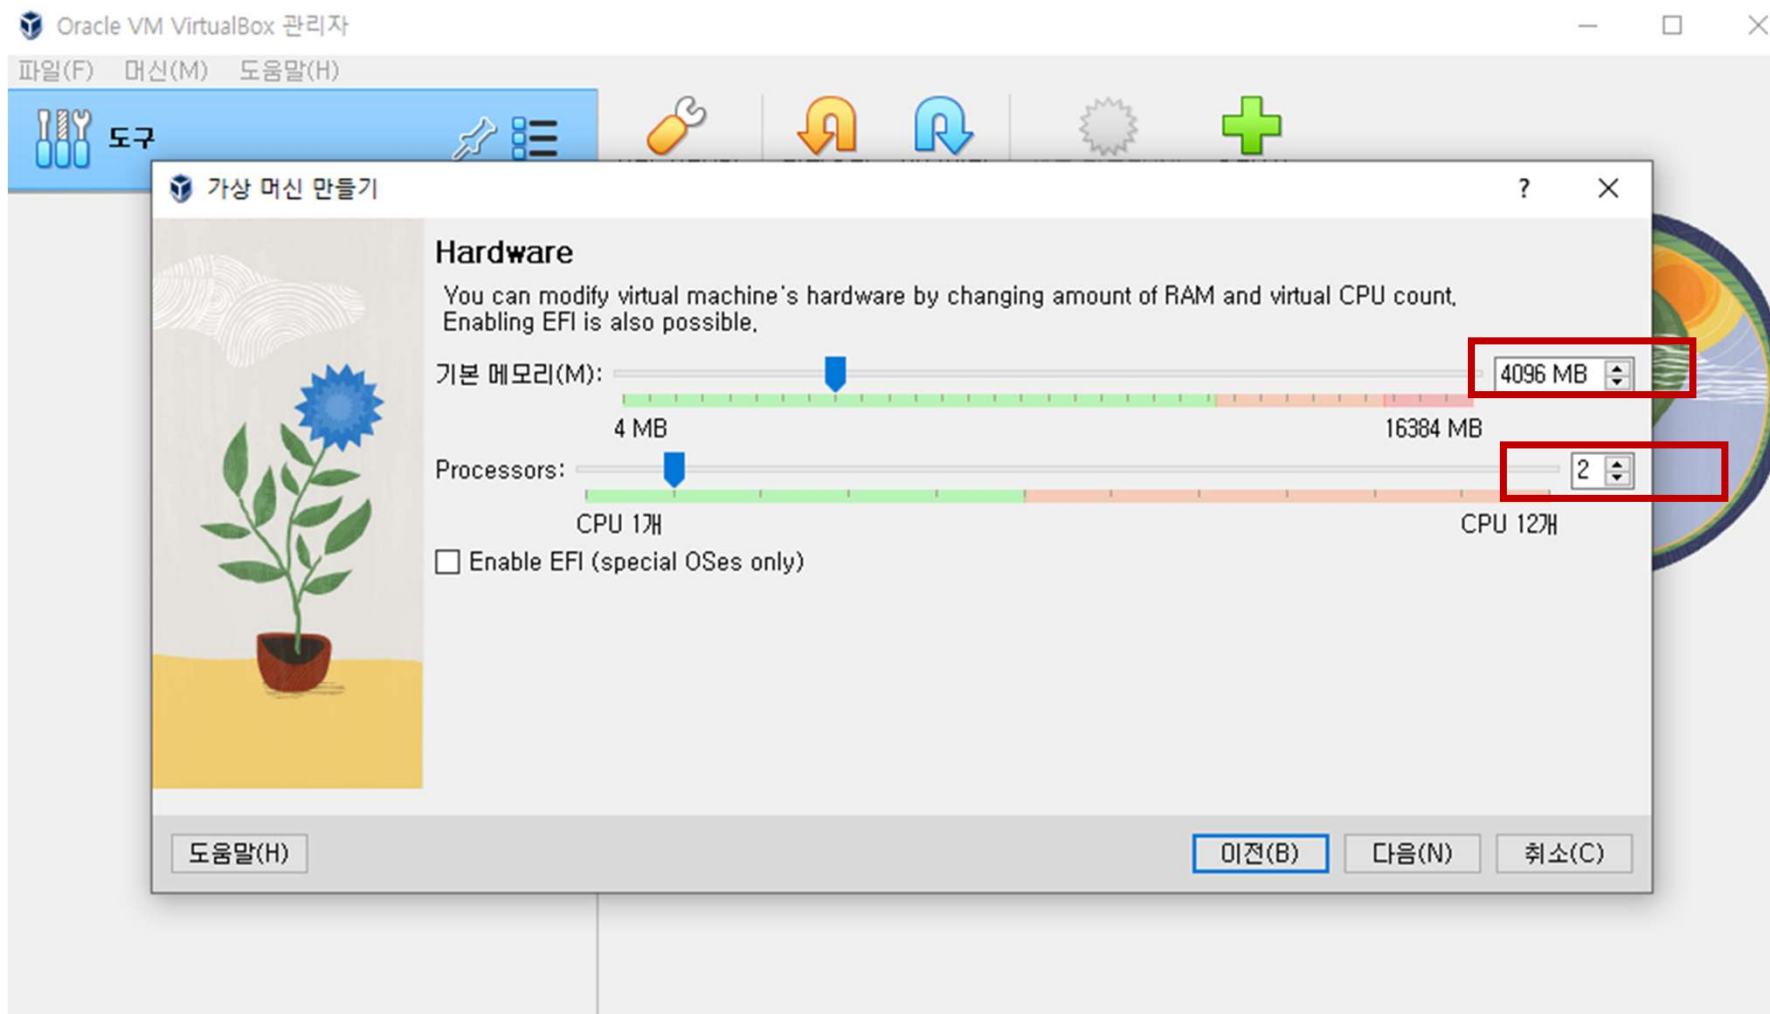 Oracle VM VirtualBox 관리자
파일(F) 머신(M) 도움말(H)
도구
가상 머신 만들기
?
Hardware
You can modify virtual machine's hardware by changing amount of RAM and virtual CPU count,
Enabling EFI is also possible,
기본 메모리(M):
4096 MB
4 MB
16384 MB
Processors:
2
CPU 1개
CPU 12개
Enable EFI (special OSes only)
도움말(H)
이전(B)
다음(N)
취소(C)